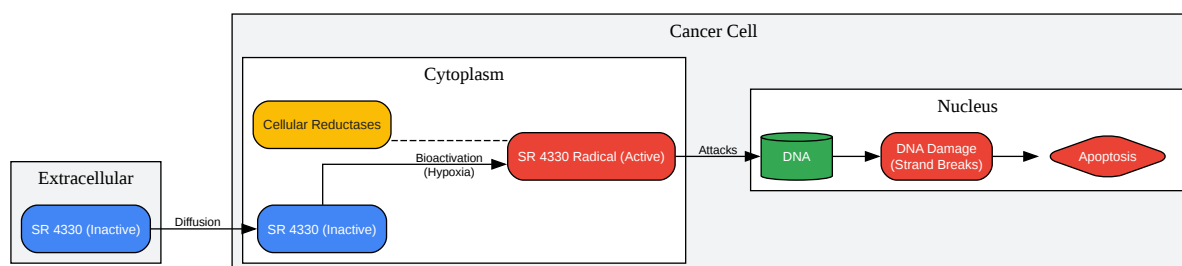 Cancer Cell
Cytoplasm
Nucleus
Extracellular
Cellular Reductases
SR 4330 Radical (Active)
Bioactivation
(Hypoxia)
Attacks
DNA
DNA Damage
(Strand Breaks)
Apoptosis
SR 4330 (Inactive)
Diffusion
SR 4330 (Inactive)